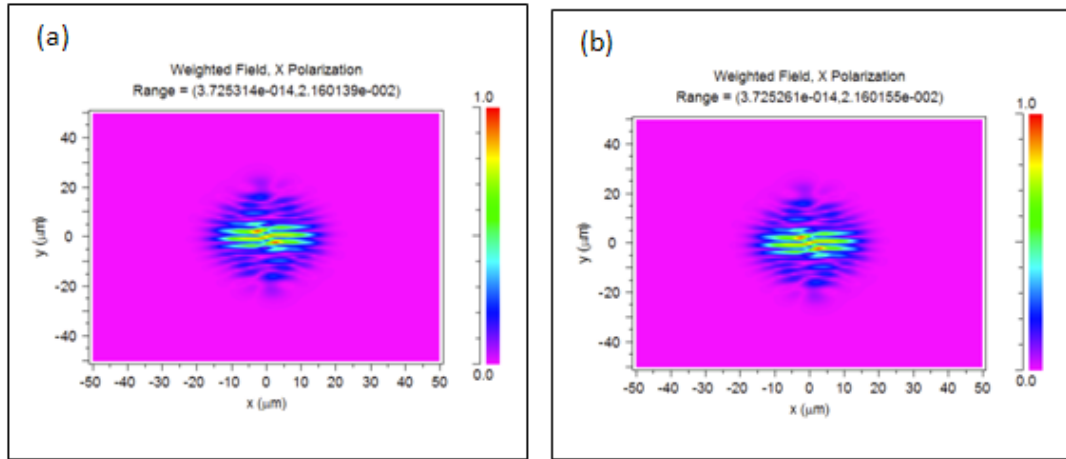 (a)
Weighted Field, X Polarization
Range = (3.725314e-014,2.160139e-002)
1.0
40
20
0
-20
-40
0.0
-50 -40 -30 -20 -10 0 10 20 30 40 50
y (μm)
x (μm)
(b)
Weighted Field, X Polarization
Range = (3.725261e-014,2.160155e-002)
1.0
40
20
0
-20
-40
0.0
-50 -40 -30 -20 -10 0 10 20 30 40 50
y (μm)
x (μm)